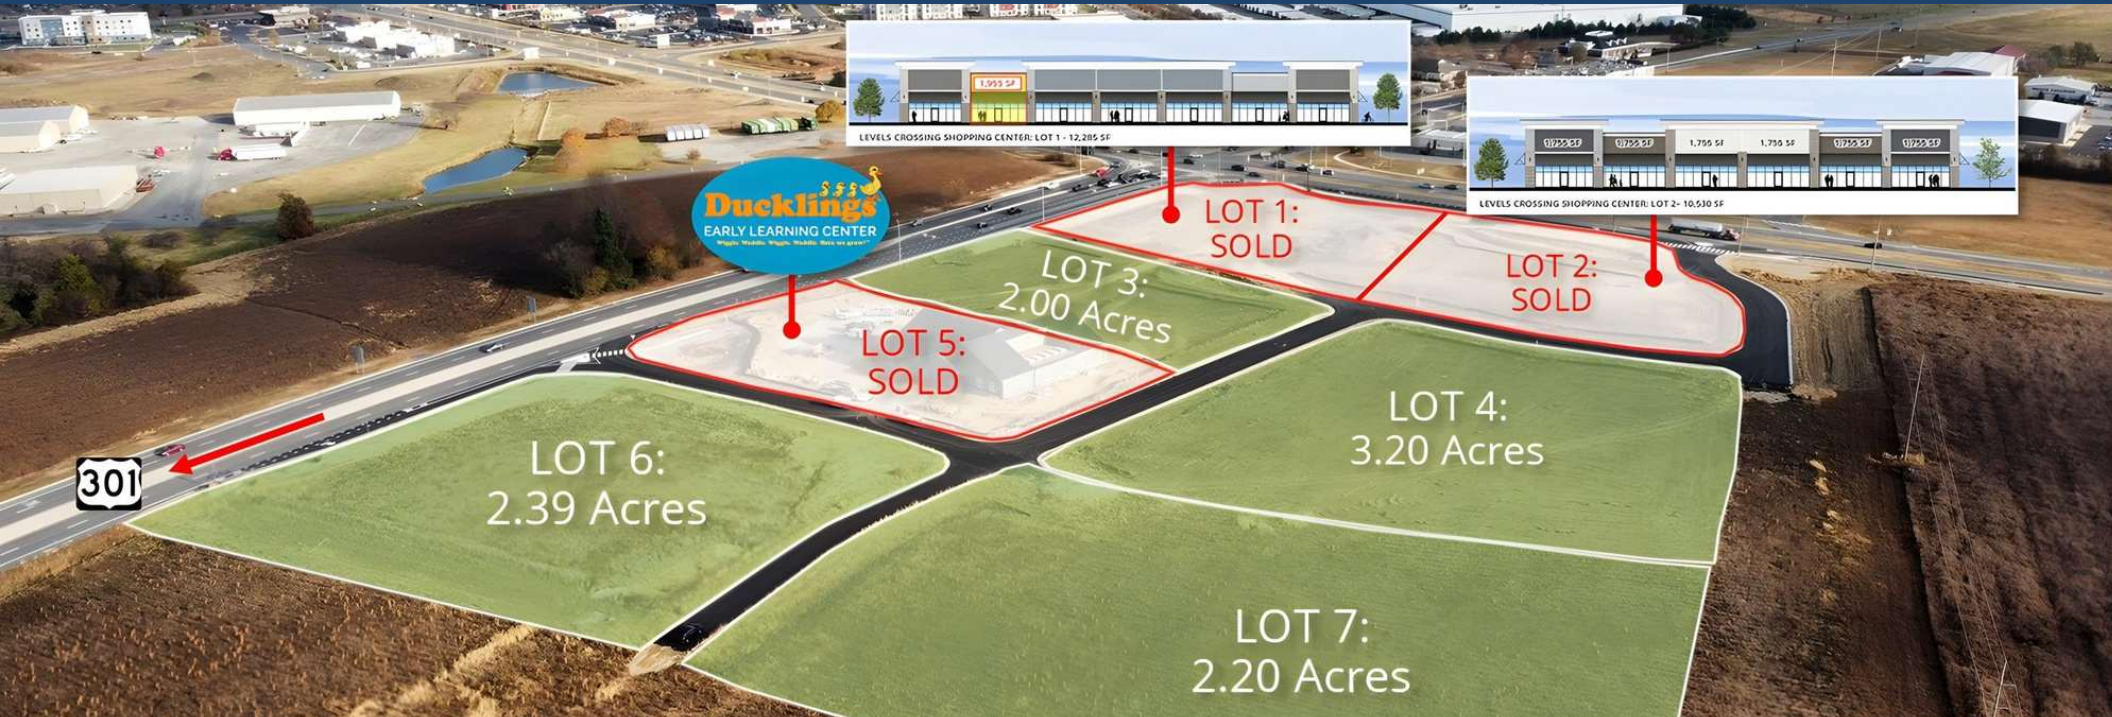 1,955 SF
LEVELS CROSSING SHOPPING CENTER: LOT 1 - 12,285 SF
1,755 SF
1,755 SF
1,755 SF
1,755 SF
1,755 SF
1,755 SF
LEVELS CROSSING SHOPPING CENTER: LOT 2- 10,530 SF
Ducklings
EARLY LEARNING CENTER
LOT 1:
SOLD
LOT 2:
SOLD
LOT 3:
2.00 Acres
LOT 5:
SOLD
LOT 4:
3.20 Acres
LOT 6:
2.39 Acres
301
LOT 7:
2.20 Acres